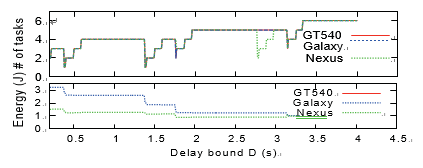 6
4
2
0
GT540
Galaxy
Nexus
Energy (J) # of tasks
3
2
1
0
GT540
Galaxy
Nexus
0.5 1 1.5 2 2.5 3 3.5 4 4.5
Delay bound D (s)